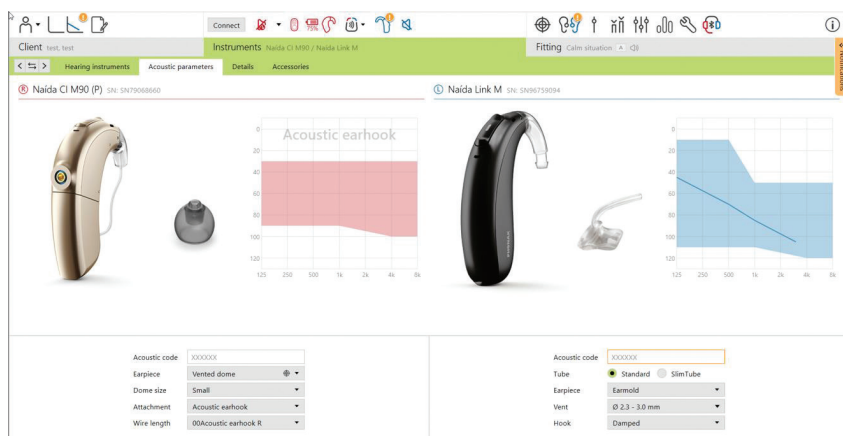 Connect
75%
Client test, test
Instruments Naída CI M90 / Naída Link M
Fitting Calm situation A
Notifications
Hearing instruments Acoustic parameters Details Accessories
R Naída CI M90 (P) SN: SN79068660
L Naída Link M SN: SN96759094
Acoustic earhook
0
20
40
60
80
100
120
125 250 500 1k 2k 4k 8k
0
20
40
60
80
100
120
125 250 500 1k 2k 4k 8k
Acoustic code XXXXXX
Earpiece Vented dome
Dome size Small
Attachment Acoustic earhook
Wire length 00Acoustic earhook R
Acoustic code XXXXXX
Tube Standard SlimTube
Earpiece Earmold
Vent Ø 2.3 - 3.0 mm
Hook Damped